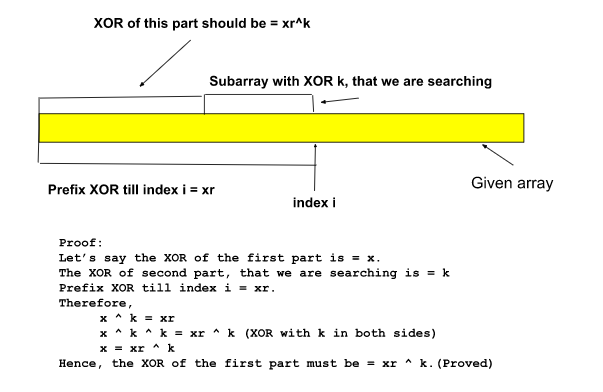 XOR of this part should be = xr^k
Subarray with XOR k, that we are searching
Prefix XOR till index i = xr
index i
Given array
Proof:
Let's say the XOR of the first part is = x.
The XOR of second part, that we are searching is = k
Prefix XOR till index i = xr.
Therefore,
x ^ k = xr
x ^ k ^ k = xr ^ k (XOR with k in both sides)
x = xr ^ k
Hence, the XOR of the first part must be = xr ^ k.(Proved)